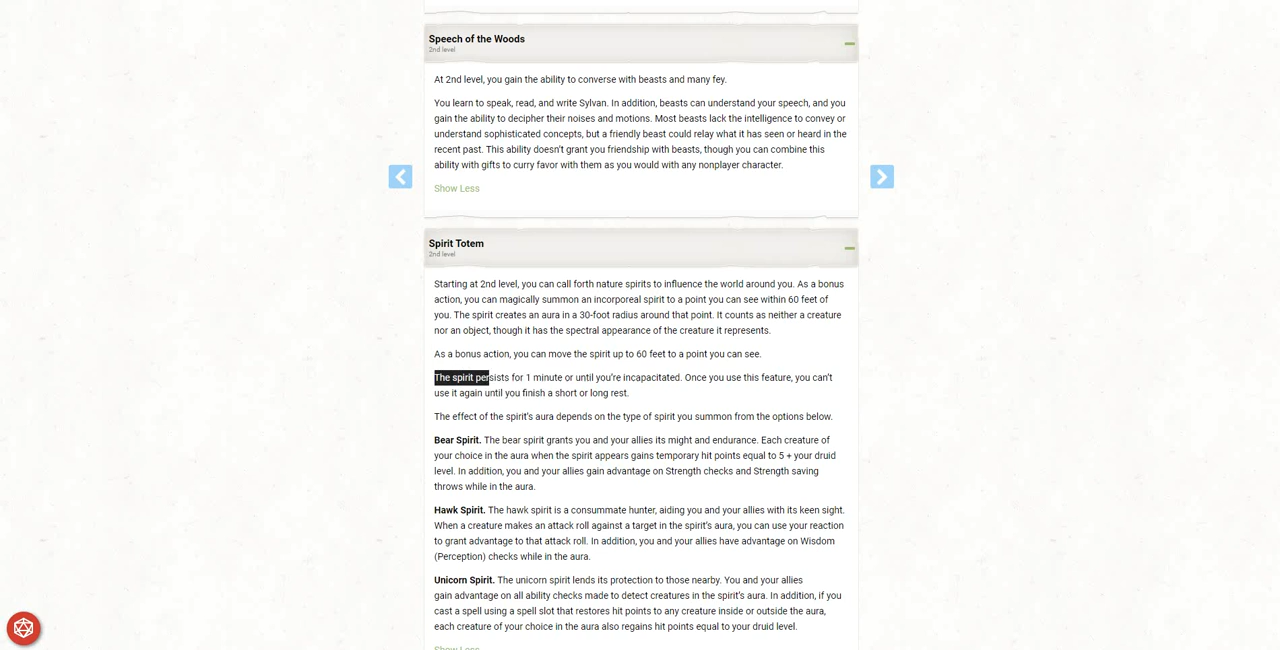 Speech of the Woods
2nd level
At 2nd level, you gain the ability to converse with beasts and many fey.
You learn to speak, read, and write Sylvan. In addition, beasts can understand your speech, and you
gain the ability to decipher their noises and motions. Most beasts lack the intelligence to convey or
understand sophisticated concepts, but a friendly beast could relay what it has seen or heard in the
recent past. This ability doesn't grant you friendship with beasts, though you can combine this
ability with gifts to curry favor with them as you would with any nonplayer character.
Show Less
Spirit Totem
2nd level
Starting at 2nd level, you can call forth nature spirits to influence the world around you. As a bonus
action, you can magically summon an incorporeal spirit to a point you can see within 60 feet of
you. The spirit creates an aura in a 30-foot radius around that point. It counts as neither a creature
nor an object, though it has the spectral appearance of the creature it represents.
As a bonus action, you can move the spirit up to 60 feet to a point you can see.
The spirit persists for 1 minute or until you're incapacitated. Once you use this feature, you can't
use it again until you finish a short or long rest.
The effect of the spirit's aura depends on the type of spirit you summon from the options below.
Bear Spirit. The bear spirit grants you and your allies its might and endurance. Each creature of
your choice in the aura when the spirit appears gains temporary hit points equal to 5 + your druid
level. In addition, you and your allies gain advantage on Strength checks and Strength saving
throws while in the aura.
Hawk Spirit. The hawk spirit is a consummate hunter, aiding you and your allies with its keen sight.
When a creature makes an attack roll against a target in the spirit's aura, you can use your reaction
to grant advantage to that attack roll. In addition, you and your allies have advantage on Wisdom
(Perception) checks while in the aura.
Unicorn Spirit. The unicorn spirit lends its protection to those nearby. You and your allies
gain advantage on all ability checks made to detect creatures in the spirit's aura. In addition, if you
cast a spell using a spell slot that restores hit points to any creature inside or outside the aura,
each creature of your choice in the aura also regains hit points equal to your druid level.
Show Less